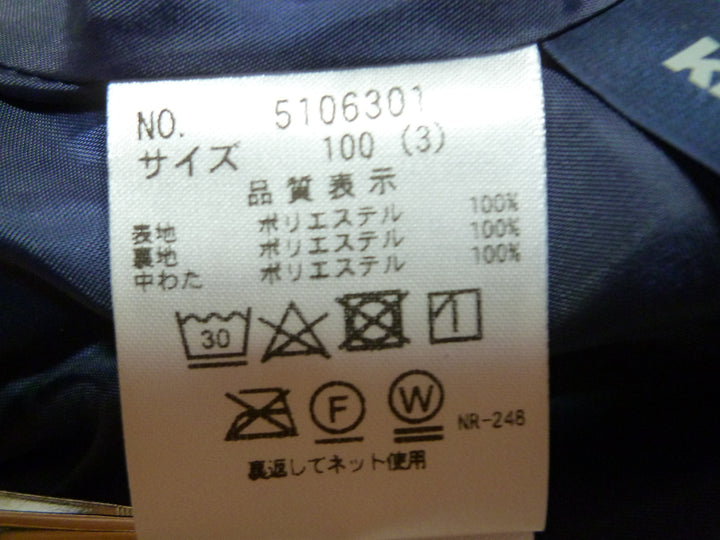 NO. 5106301
サイズ 100 (3)
品質表示
表地 ポリエステル 100%
裏地 ポリエステル 100%
中わた ポリエステル 100%
30
F W NR-248
裏返してネット使用